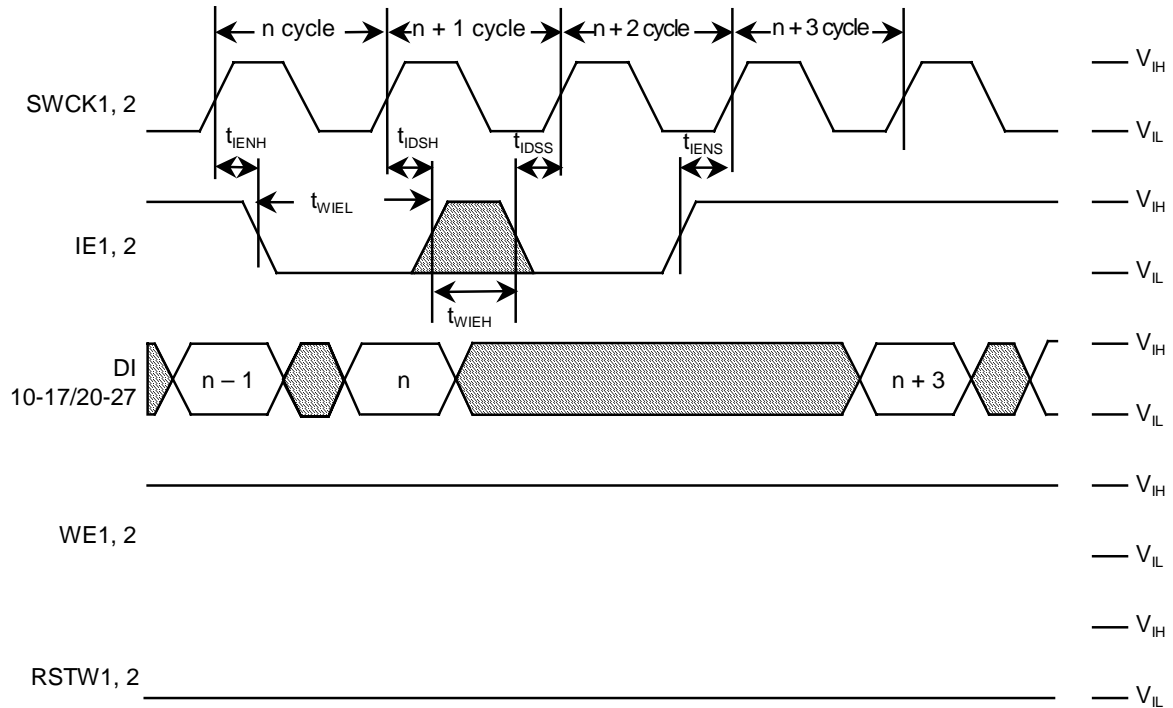 n cycle n + 1 cycle n + 2 cycle n + 3 cycle
V_IH
SWCK1, 2
V_IL
t_IENH t_IDSH t_IDSS t_IENS
t_WIEL
V_IH
IE1, 2
V_IL
t_WIEH
V_IH
DI
10-17/20-27
n – 1 n n + 3
V_IL
V_IH
WE1, 2
V_IL
V_IH
RSTW1, 2
V_IL